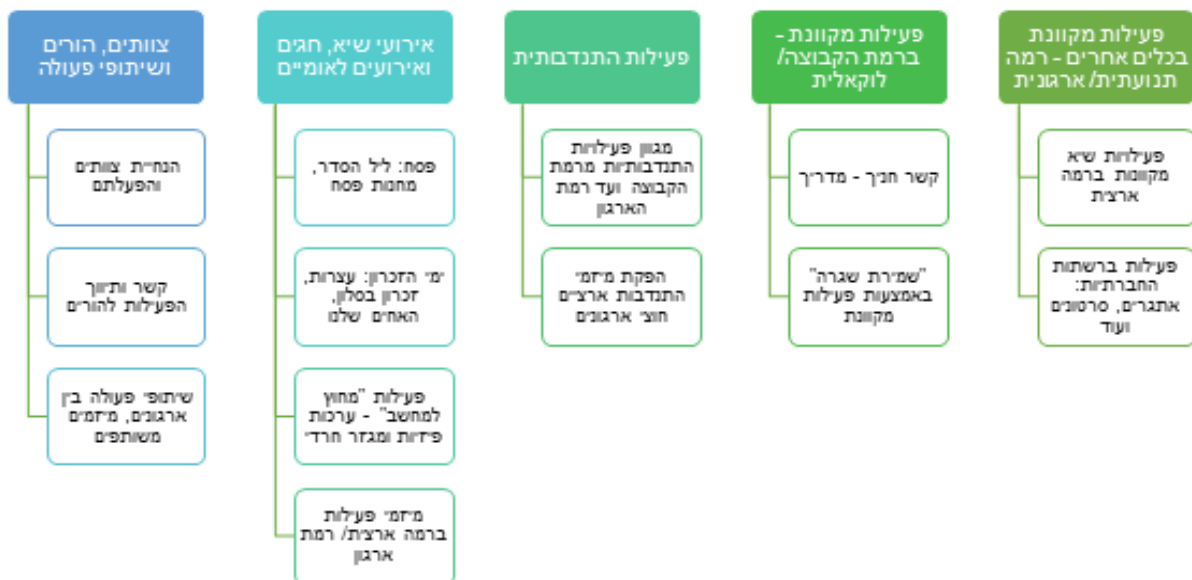 פעילות מקוונת
בכלים אחרים – רמה
תנועתית/ ארגונית
פעילויות שיא
מקוונות ברמה
ארצית
פעילות ברשתות
החברתיות:
אתגרים, סרטונים
ועוד
פעילות מקוונת –
ברמת הקבוצה/
לוקאלית
קשר חניך - מדריך
"שמירת שגרה"
באמצעות פעילות
מקוונת
פעילות התנדבותית
מגוון פעילויות
התנדבותיות מרמת
הקבוצה ועד רמת
הארגון
הפקת מיזמי
התנדבות ארציים
חוצי ארגונים
אירועי שיא, חגים
ואירועים לאומיים
פסח: ליל הסדר,
מחנות פסח
ימי הזכרון: עצרות,
זכרון בסלון,
האחים שלנו
פעילות "מחוץ
למחשב" - ערכות
פיזיות ומגזר חרדי
מיזמי פעילות
ברמה ארצית/ רמת
ארגון
צוותים, הורים
ושיתופי פעולה
הנחיית צוותים
והפעלתם
קשר ותיווך
הפעילות להורים
שיתופי פעולה בין
ארגונים, מיזמים
משותפים